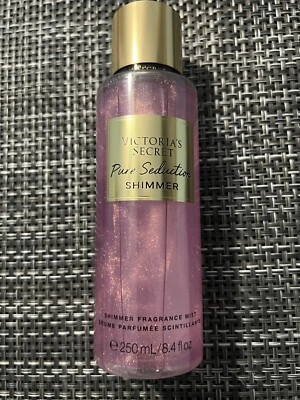 VICTORIA'S
SECRET
Pure Seduction
SHIMMER
SHIMMER FRAGRANCE MIST
BRUME PARFUMÉE SCINTILLANTE
℮ 250 mL/8.4 fl oz